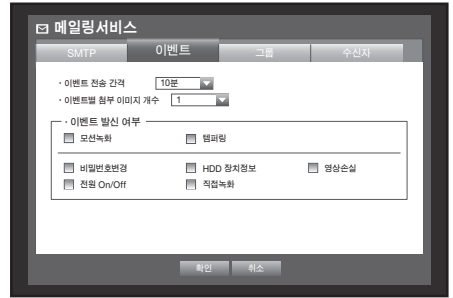 메일링서비스
SMTP 이벤트 그룹 수신자
· 이벤트 전송 간격 10분
· 이벤트별 첨부 이미지 개수 1
· 이벤트 발신 여부
모션녹화 템퍼링
비밀번호변경 HDD 장치정보 영상손실
전원 On/Off 직접녹화
확인 취소